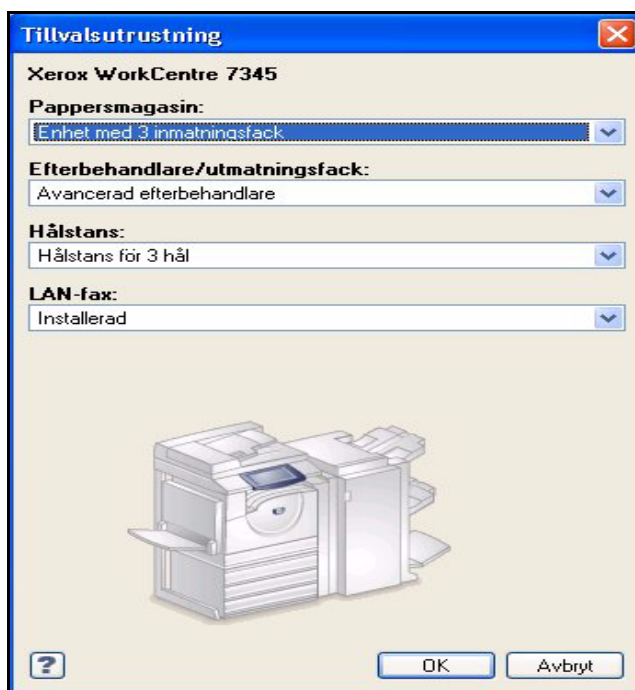 Tillvalsutrustning
Xerox WorkCentre 7345
Pappersmagasin:
Enhet med 3 inmatningsfack
Efterbehandlare/utmatningsfack:
Avancerad efterbehandlare
Hålstans:
Hålstans för 3 hål
LAN-fax:
Installerad
?
OK
Avbryt